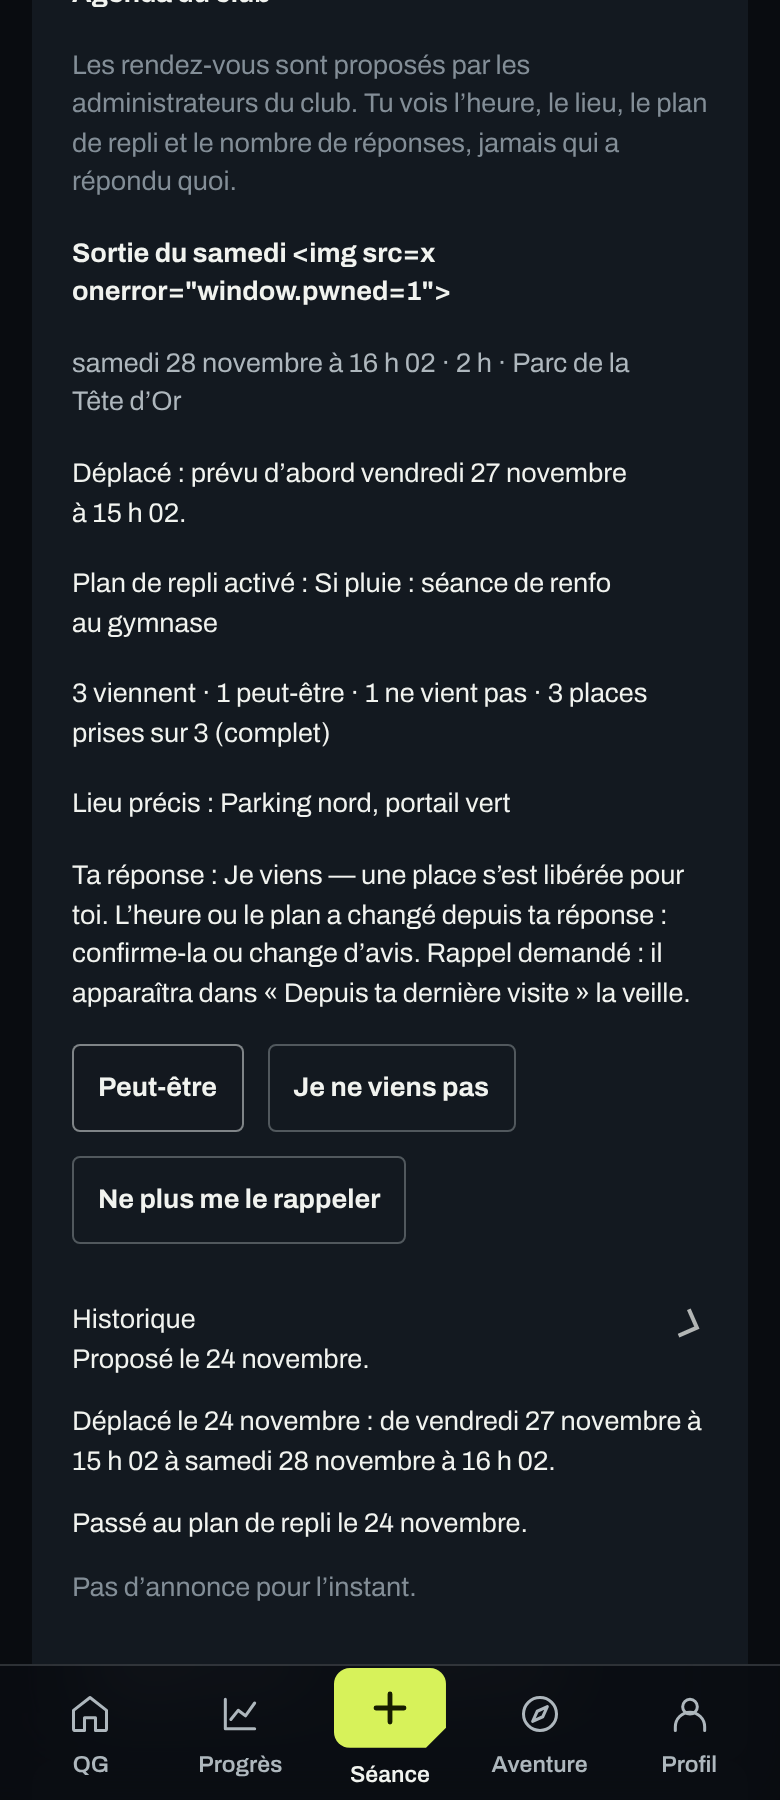 Agenda du club
Les rendez-vous sont proposés par les
administrateurs du club. Tu vois l’heure, le lieu, le plan
de repli et le nombre de réponses, jamais qui a
répondu quoi.
Sortie du samedi <img src=x
onerror="window.pwned=1">
samedi 28 novembre à 16 h 02 · 2 h · Parc de la
Tête d’Or
Déplacé : prévu d’abord vendredi 27 novembre
à 15 h 02.
Plan de repli activé : Si pluie : séance de renfo
au gymnase
3 viennent · 1 peut-être · 1 ne vient pas · 3 places
prises sur 3 (complet)
Lieu précis : Parking nord, portail vert
Ta réponse : Je viens — une place s’est libérée pour
toi. L’heure ou le plan a changé depuis ta réponse :
confirme-la ou change d’avis. Rappel demandé : il
apparaîtra dans « Depuis ta dernière visite » la veille.
Peut-être
Je ne viens pas
Ne plus me le rappeler
Historique
Proposé le 24 novembre.
Déplacé le 24 novembre : de vendredi 27 novembre à
15 h 02 à samedi 28 novembre à 16 h 02.
Passé au plan de repli le 24 novembre.
Pas d’annonce pour l’instant.
QG
Progrès
Séance
Aventure
Profil